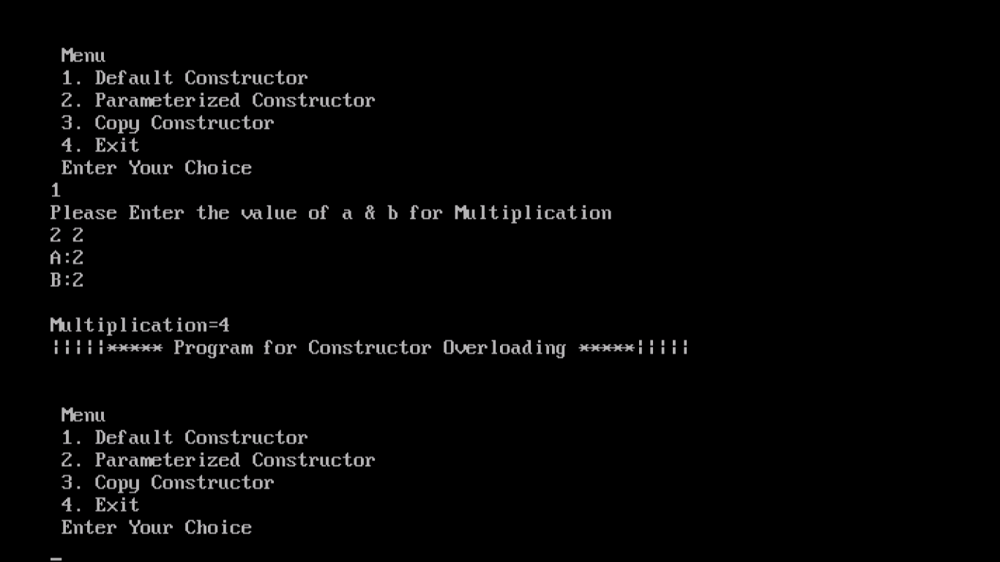 Menu
1. Default Constructor
2. Parameterized Constructor
3. Copy Constructor
4. Exit
Enter Your Choice
1
Please Enter the value of a & b for Multiplication
2 2
A:2
B:2
Multiplication=4
|||||***** Program for Constructor Overloading *****|||||
Menu
1. Default Constructor
2. Parameterized Constructor
3. Copy Constructor
4. Exit
Enter Your Choice
_